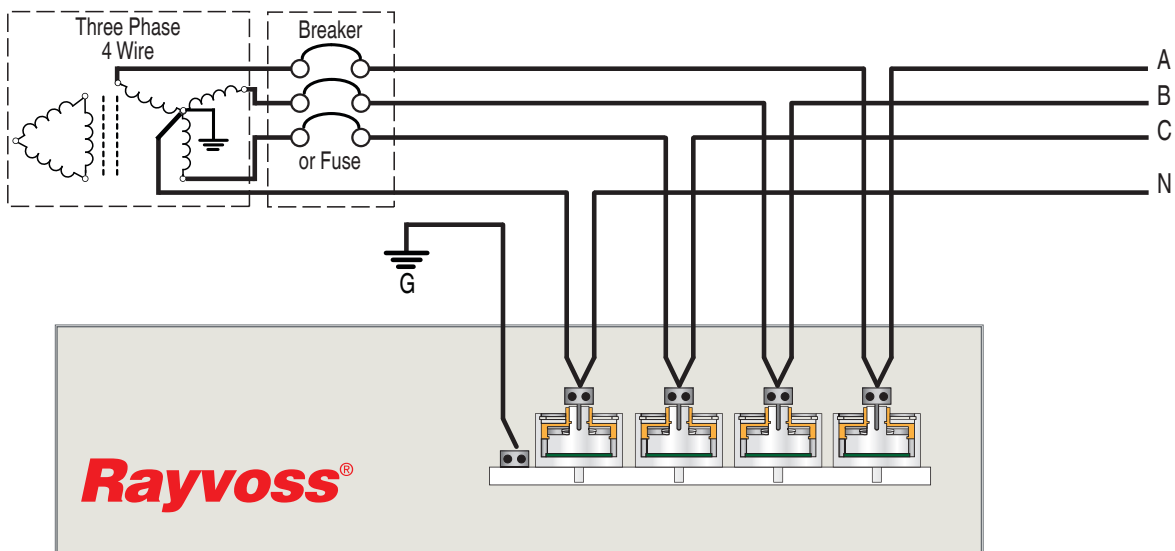 Three Phase
4 Wire
Breaker
or Fuse
A
B
C
N
G
Rayvoss®